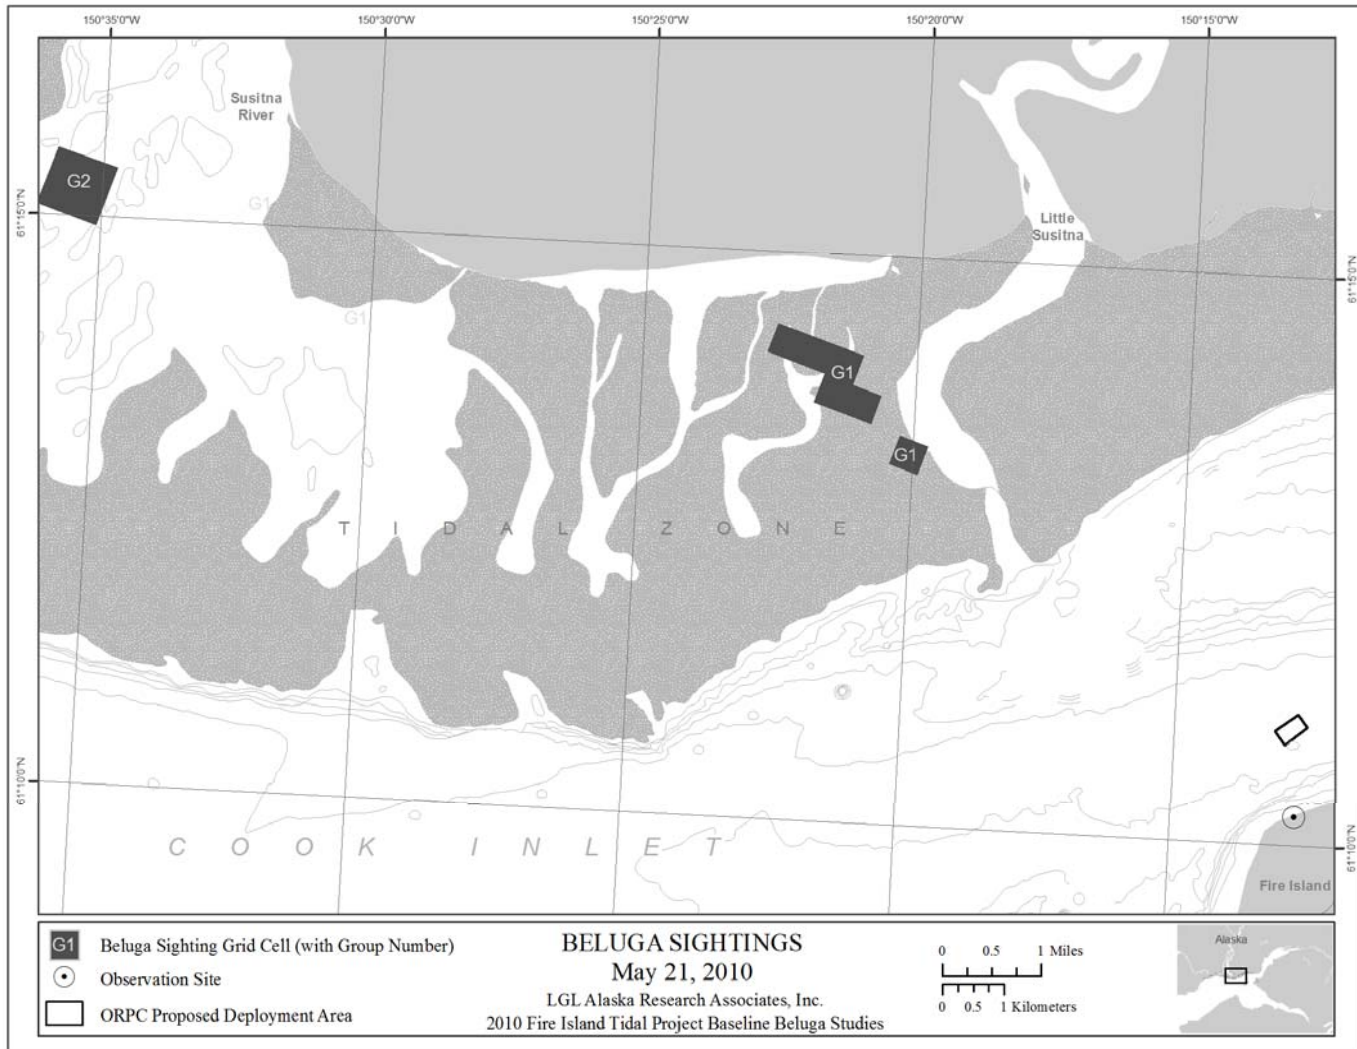 150°35'0"W 150°30'0"W 150°25'0"W 150°20'0"W 150°15'0"W
Susitna
River
G2
G1
61°15'0"N
Little
Susitna
61°15'0"N
G1
G1
G1
TIDAL ZONE
61°10'0"N
COOK INLET
61°10'0"N
Fire Island
G1 Beluga Sighting Grid Cell (with Group Number)
Observation Site
ORPC Proposed Deployment Area
BELUGA SIGHTINGS
May 21, 2010
LGL Alaska Research Associates, Inc.
2010 Fire Island Tidal Project Baseline Beluga Studies
0 0.5 1 Miles
0 0.5 1 Kilometers
Alaska